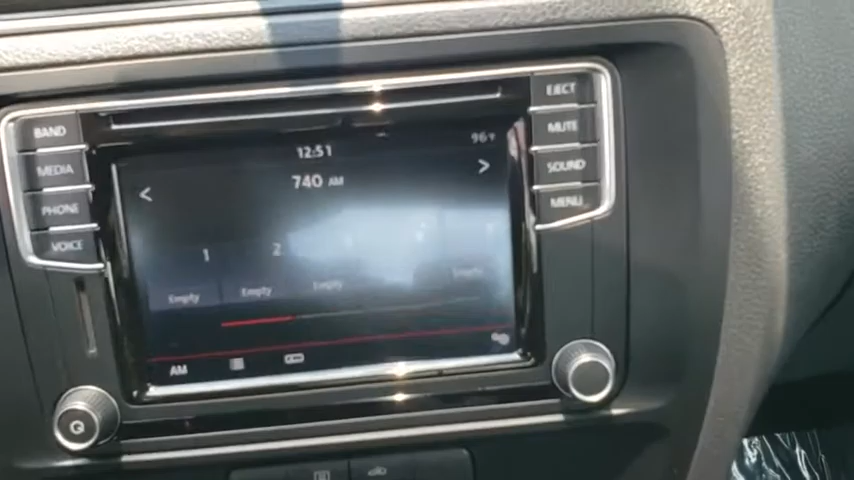 BAND
MEDIA
PHONE
VOICE
EJECT
MUTE
SOUND
MENU
12:51
96°F
740 AM
1 2
Empty Empty Empty Empty
AM